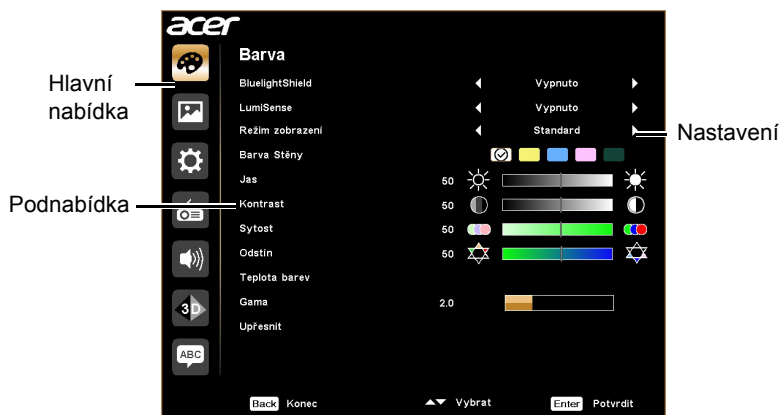 acer
Barva
BluelightShield Vypnuto
LumiSense Vypnuto
Režim zobrazení Standard
Barva Stěny
Jas 50
Kontrast 50
Sytost 50
Odstín 50
Teplota barev
Gama 2.0
Upřesnit
3D
ABC
Back Konec Vybrat Enter Potvrdit
Hlavní
nabídka
Podnabídka
Nastavení